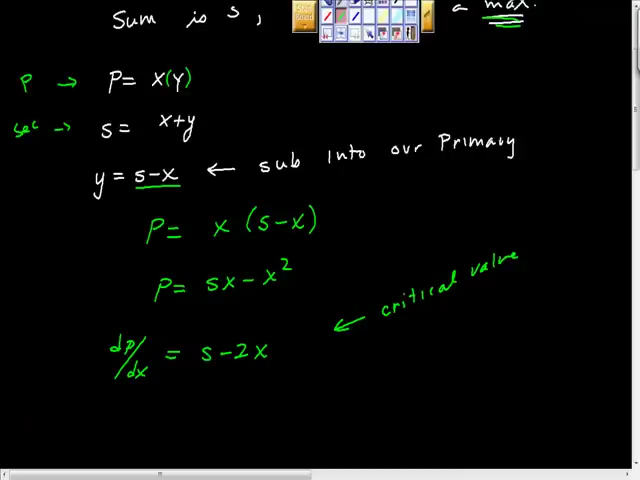 Sum is S, a max.
P → P = x(y)
sec → S = x+y
y = S-x ← sub into our Primary
P = x (S-x)
P = Sx - x²
← critical value
dp/dx = S-2x